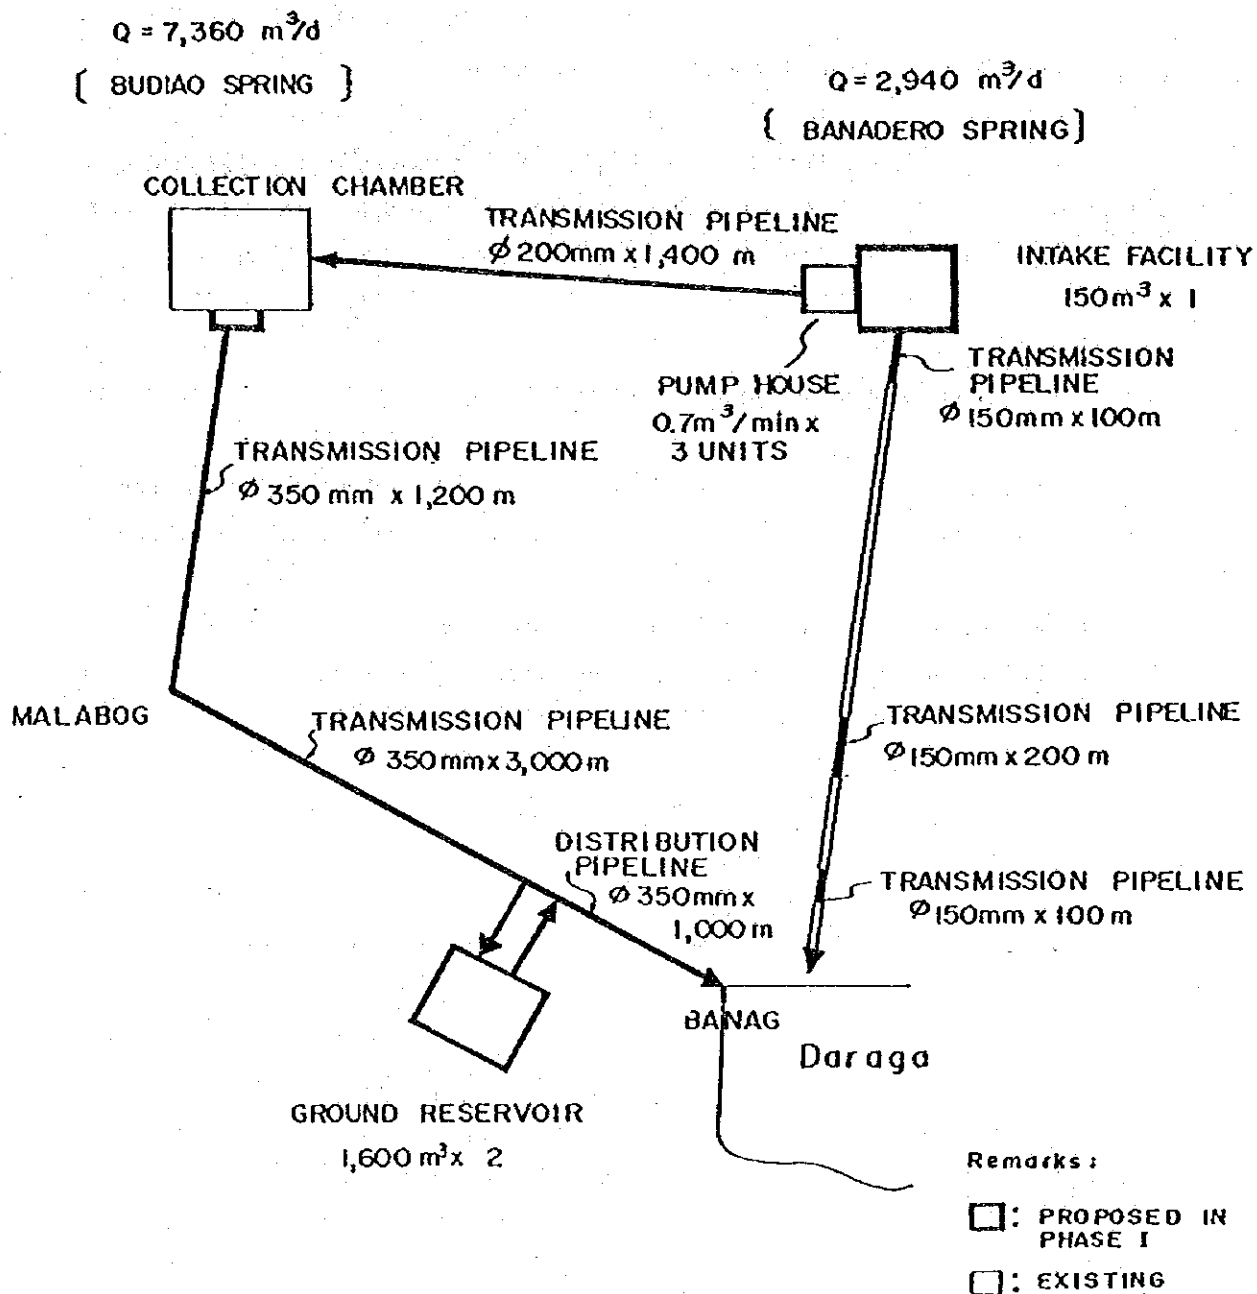 Q = 7,360 m³/d
[ BUDIAO SPRING ]
Q = 2,940 m³/d
[ BANADERO SPRING ]
COLLECTION CHAMBER
TRANSMISSION PIPELINE
φ 200mm x 1,400 m
INTAKE FACILITY
150m³ x 1
PUMP HOUSE
0.7m³/min x
3 UNITS
TRANSMISSION
PIPELINE
φ 150mm x 100m
TRANSMISSION PIPELINE
φ 350 mm x 1,200 m
MALABOG
TRANSMISSION PIPELINE
φ 350mm x 3,000 m
TRANSMISSION PIPELINE
φ 150mm x 200 m
DISTRIBUTION
PIPELINE
φ 350mm x
1,000 m
TRANSMISSION PIPELINE
φ 150mm x 100 m
BANAG
Daraga
GROUND RESERVOIR
1,600 m³ x 2
Remarks :
: PROPOSED IN
PHASE I
: EXISTING